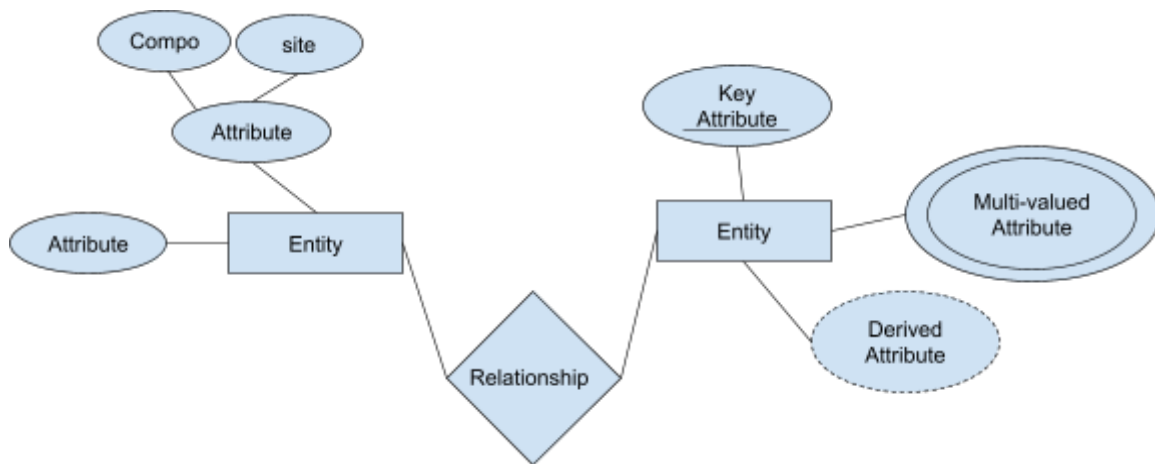 Compo
site
Attribute
Attribute
Entity
Relationship
Key
Attribute
Entity
Multi-valued
Attribute
Derived
Attribute